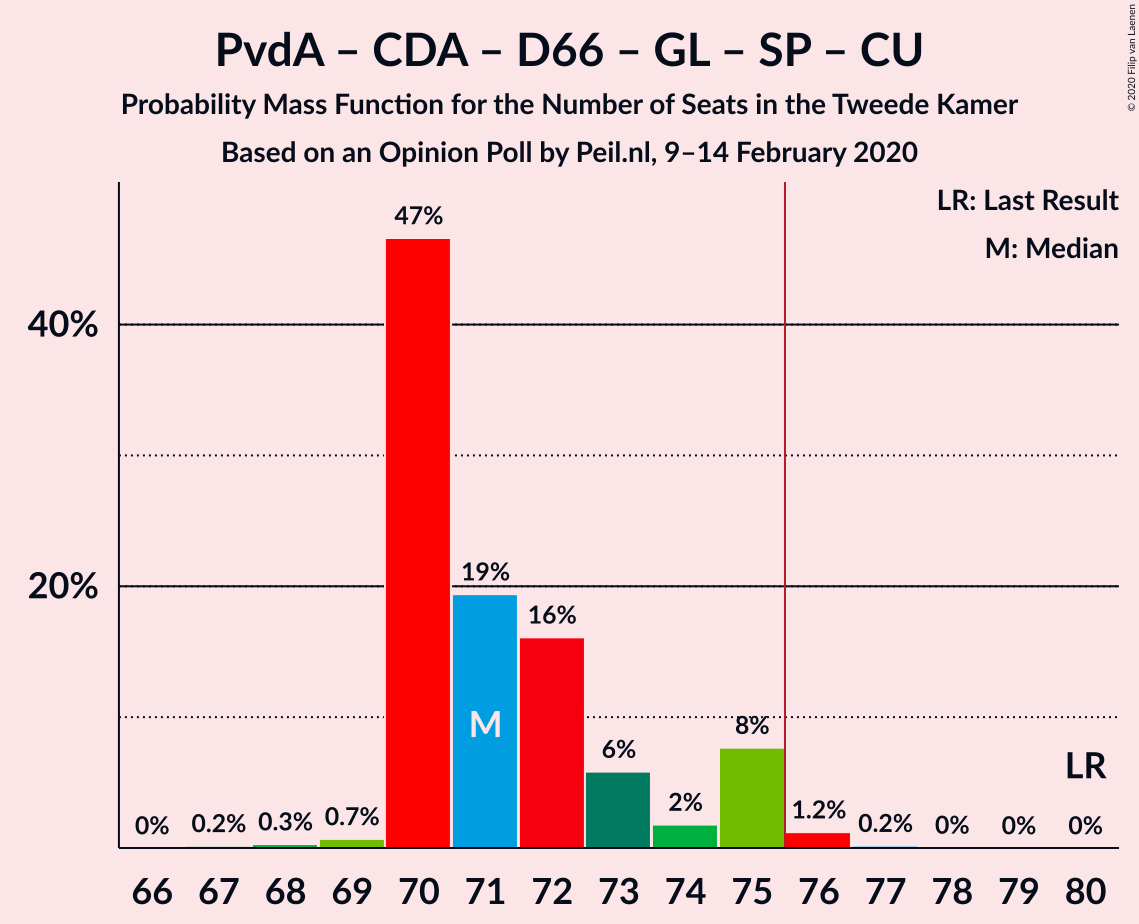 PvdA – CDA – D66 – GL – SP – CU
Probability Mass Function for the Number of Seats in the Tweede Kamer
Based on an Opinion Poll by Peil.nl, 9–14 February 2020
© 2020 Filip van Laenen
LR: Last Result
M: Median
47%
40%
19%
20%
16%
M
8%
6%
LR
2%
0% 0.2% 0.3% 0.7% 1.2% 0.2% 0% 0% 0%
66 67 68 69 70 71 72 73 74 75 76 77 78 79 80